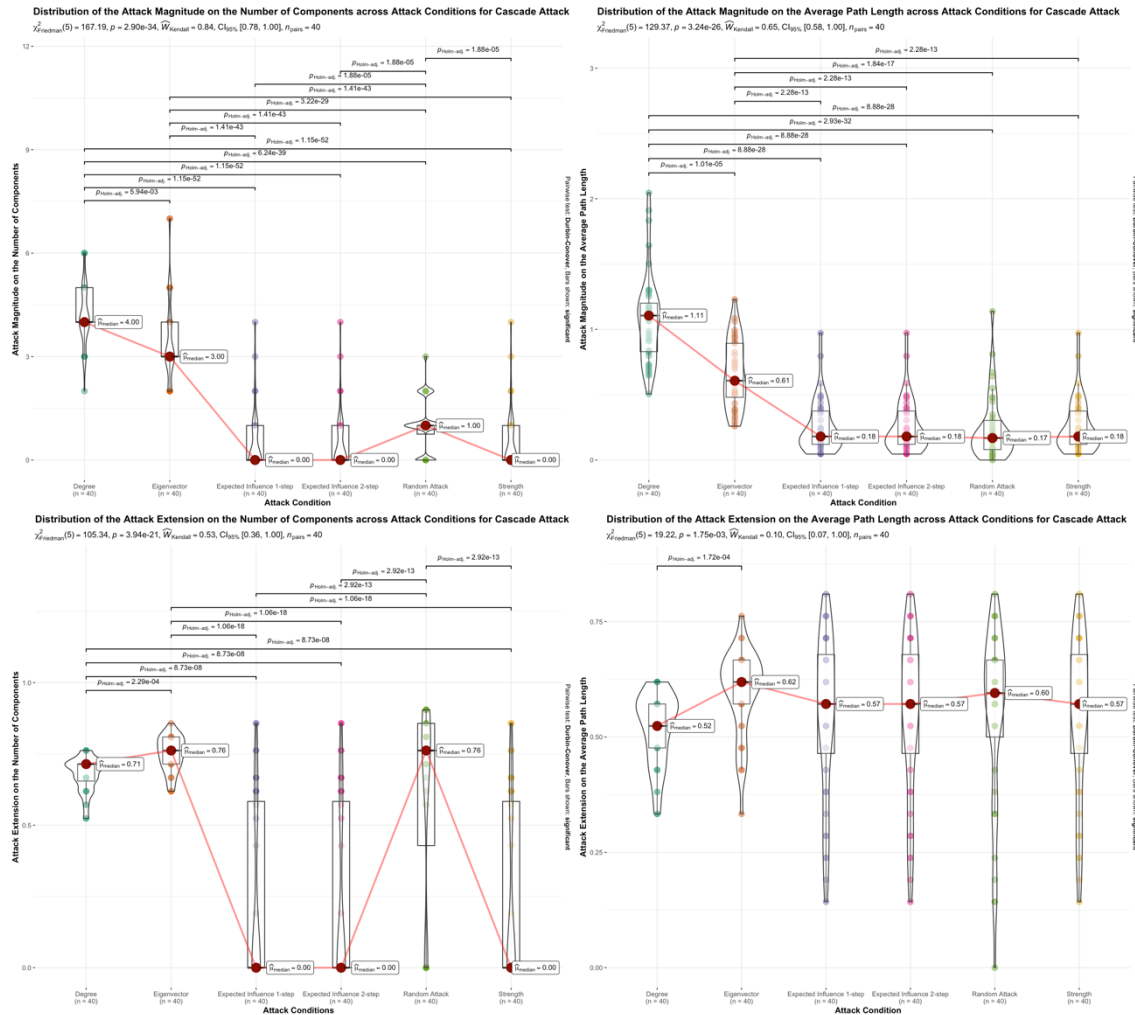 Distribution of the Attack Magnitude on the Number of Components across Attack Conditions for Cascade Attack
χ²Friedman(5) = 167.19, p = 2.90e-34, ŴKendall = 0.84, CI95% [0.78, 1.00], npairs = 40
12
9
6
3
0
Attack Magnitude on the Number of Components
pHolm-adj. = 1.88e-05
pHolm-adj. = 1.88e-05
pHolm-adj. = 1.88e-05
pHolm-adj. = 1.41e-43
pHolm-adj. = 3.22e-29
pHolm-adj. = 1.41e-43
pHolm-adj. = 1.41e-43
pHolm-adj. = 1.15e-52
pHolm-adj. = 6.24e-39
pHolm-adj. = 1.15e-52
pHolm-adj. = 1.15e-52
pHolm-adj. = 5.94e-03
μ̂median = 4.00
μ̂median = 3.00
μ̂median = 0.00
μ̂median = 0.00
μ̂median = 1.00
μ̂median = 0.00
Pairwise test: Durbin-Conover, Bars shown: significant
Degree
(n = 40)
Eigenvector
(n = 40)
Expected Influence 1-step
(n = 40)
Expected Influence 2-step
(n = 40)
Random Attack
(n = 40)
Strength
(n = 40)
Attack Condition
Distribution of the Attack Magnitude on the Average Path Length across Attack Conditions for Cascade Attack
χ²Friedman(5) = 129.37, p = 3.24e-26, ŴKendall = 0.65, CI95% [0.58, 1.00], npairs = 40
3
2
1
0
Attack Magnitude on the Average Path Length
pHolm-adj. = 2.28e-13
pHolm-adj. = 1.84e-17
pHolm-adj. = 2.28e-13
pHolm-adj. = 2.28e-13
pHolm-adj. = 8.88e-28
pHolm-adj. = 2.93e-32
pHolm-adj. = 8.88e-28
pHolm-adj. = 8.88e-28
pHolm-adj. = 1.01e-05
μ̂median = 1.11
μ̂median = 0.61
μ̂median = 0.18
μ̂median = 0.18
μ̂median = 0.17
μ̂median = 0.18
Degree
(n = 40)
Eigenvector
(n = 40)
Expected Influence 1-step
(n = 40)
Expected Influence 2-step
(n = 40)
Random Attack
(n = 40)
Strength
(n = 40)
Attack Condition
Distribution of the Attack Extension on the Number of Components across Attack Conditions for Cascade Attack
χ²Friedman(5) = 105.34, p = 3.94e-21, ŴKendall = 0.53, CI95% [0.36, 1.00], npairs = 40
1.0
0.5
0.0
Attack Extension on the Number of Components
pHolm-adj. = 2.92e-13
pHolm-adj. = 2.92e-13
pHolm-adj. = 2.92e-13
pHolm-adj. = 1.06e-18
pHolm-adj. = 1.06e-18
pHolm-adj. = 1.06e-18
pHolm-adj. = 8.73e-08
pHolm-adj. = 8.73e-08
pHolm-adj. = 8.73e-08
pHolm-adj. = 2.29e-04
μ̂median = 0.71
μ̂median = 0.76
μ̂median = 0.00
μ̂median = 0.00
μ̂median = 0.76
μ̂median = 0.00
Pairwise test: Durbin-Conover, Bars shown: significant
Degree
(n = 40)
Eigenvector
(n = 40)
Expected Influence 1-step
(n = 40)
Expected Influence 2-step
(n = 40)
Random Attack
(n = 40)
Strength
(n = 40)
Attack Conditions
Distribution of the Attack Extension on the Average Path Length across Attack Conditions for Cascade Attack
χ²Friedman(5) = 19.22, p = 1.75e-03, ŴKendall = 0.10, CI95% [0.07, 1.00], npairs = 40
0.75
0.50
0.25
0.00
Attack Extension on the Average Path Length
pHolm-adj. = 1.72e-04
μ̂median = 0.52
μ̂median = 0.62
μ̂median = 0.57
μ̂median = 0.57
μ̂median = 0.60
μ̂median = 0.57
Degree
(n = 40)
Eigenvector
(n = 40)
Expected Influence 1-step
(n = 40)
Expected Influence 2-step
(n = 40)
Random Attack
(n = 40)
Strength
(n = 40)
Attack Condition